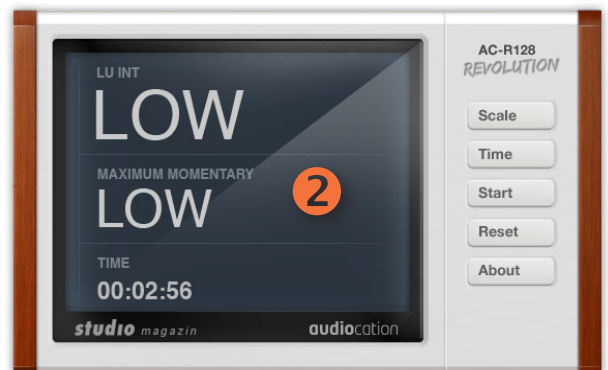 LU INT
LOW
MAXIMUM MOMENTARY
LOW
2
TIME
00:02:56
studio magazin
audiocation
AC-R128
REVOLUTION
Scale
Time
Start
Reset
About